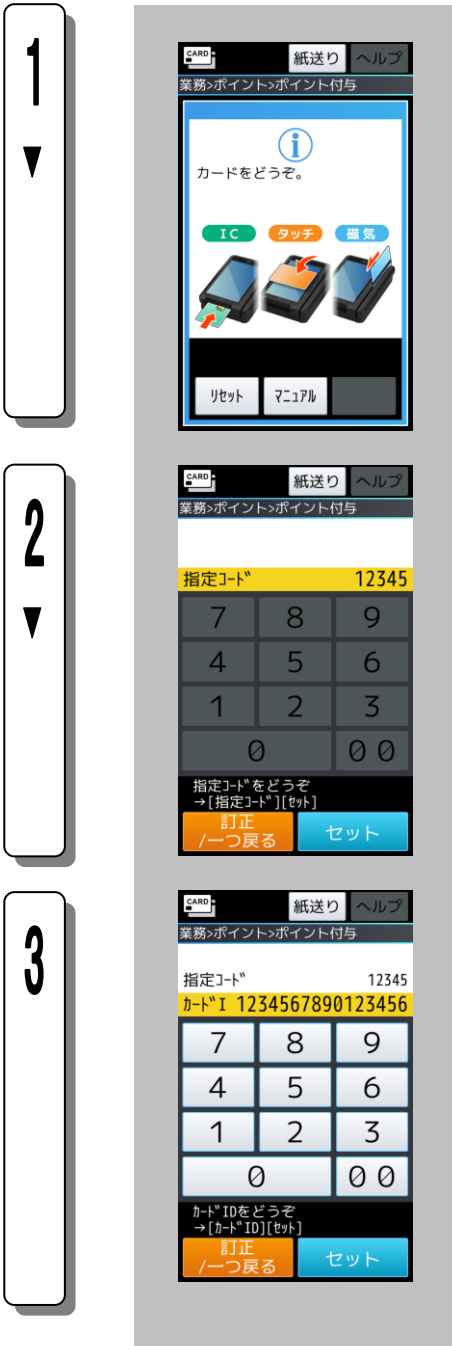 1
▼
CARD
紙送り
ヘルプ
業務>ポイント>ポイント付与
カードをどうぞ。
IC
タッチ
磁気
ﾘｾｯﾄ
ﾏﾆｭｱﾙ
2
▼
CARD
紙送り
ヘルプ
業務>ポイント>ポイント付与
指定ｺｰﾄﾞ 12345
7 8 9
4 5 6
1 2 3
0 00
指定ｺｰﾄﾞをどうぞ
→[指定ｺｰﾄﾞ][ｾｯﾄ]
訂正
/一つ戻る
セット
3
CARD
紙送り
ヘルプ
業務>ポイント>ポイント付与
指定ｺｰﾄﾞ 12345
ｶｰﾄﾞI 1234567890123456
7 8 9
4 5 6
1 2 3
0 00
ｶｰﾄﾞIDをどうぞ
→[ｶｰﾄﾞID][ｾｯﾄ]
訂正
/一つ戻る
セット